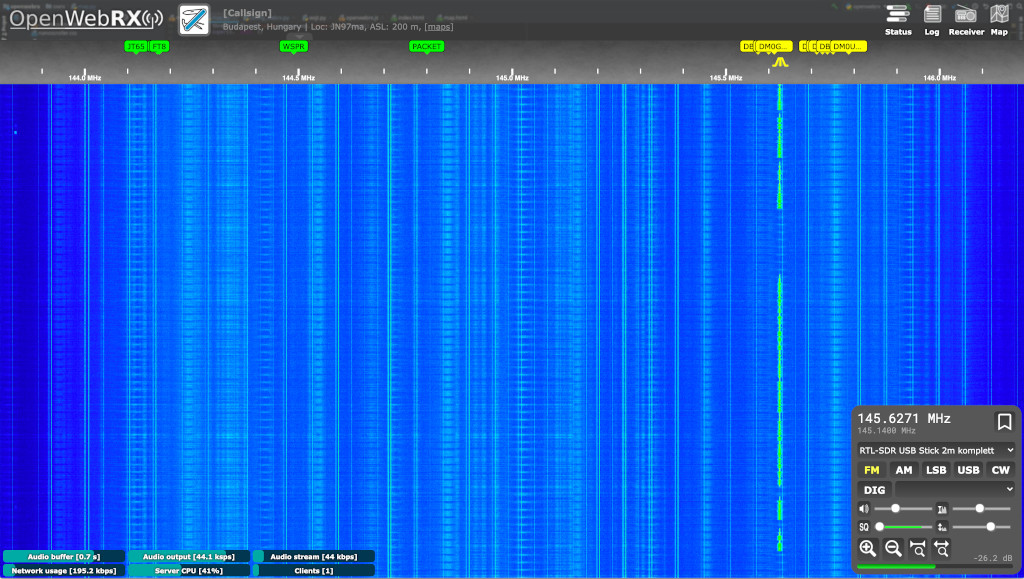 OpenWebRX
[Callsign]
Budapest, Hungary | Loc: JN97ma, ASL: 200 m, [maps]
Status Log Receiver Map
JT65 FT8 WSPR PACKET DB DM0G... DB DM0U...
144.0 MHz 144.5 MHz 145.0 MHz 145.5 MHz 146.0 MHz
145.6271 MHz
145.1400 MHz
RTL-SDR USB Stick 2m komplett
FM AM LSB USB CW
DIG
SQ
-26.2 dB
Audio buffer [0.7 s] Audio output [44.1 ksps] Audio stream [44 kbps]
Network usage [195.2 kbps] Server CPU [41%] Clients [1]